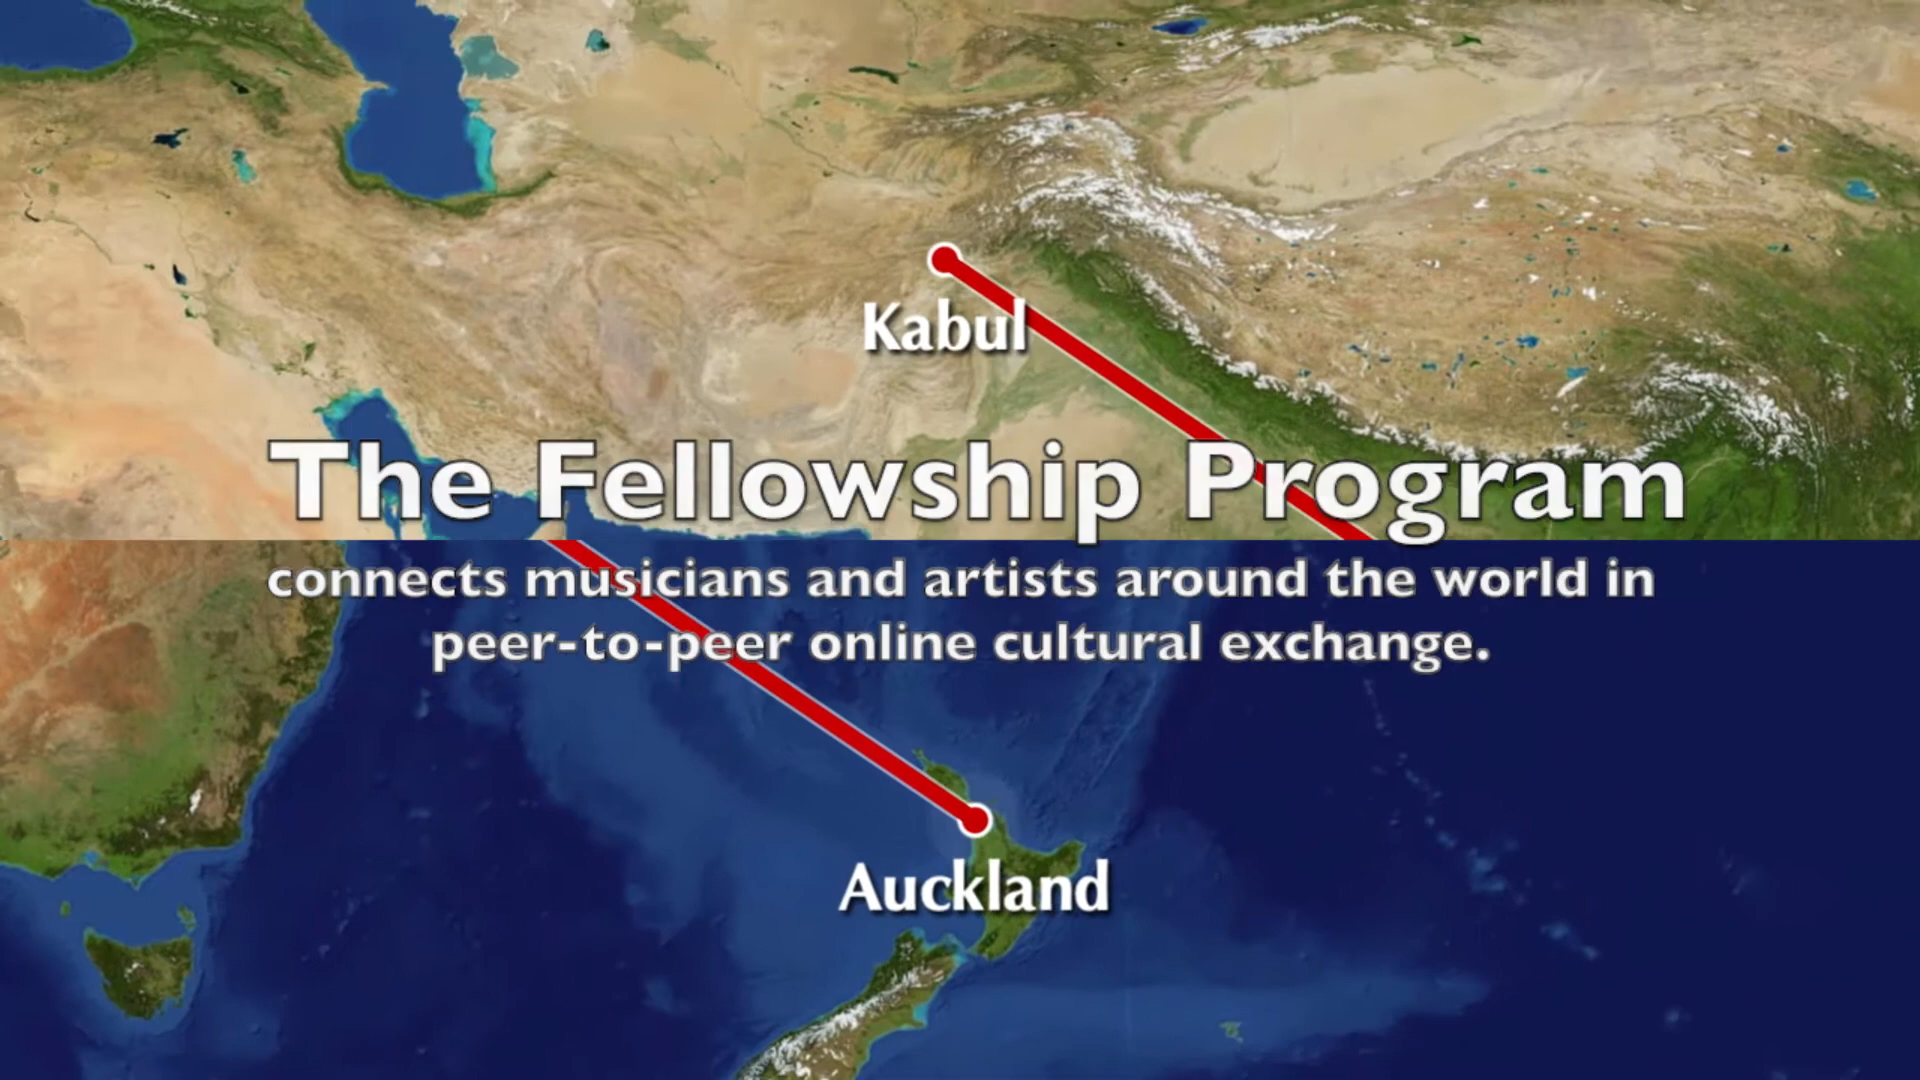 Kabul
The Fellowship Program
connects musicians and artists around the world in
peer-to-peer online cultural exchange.
Auckland